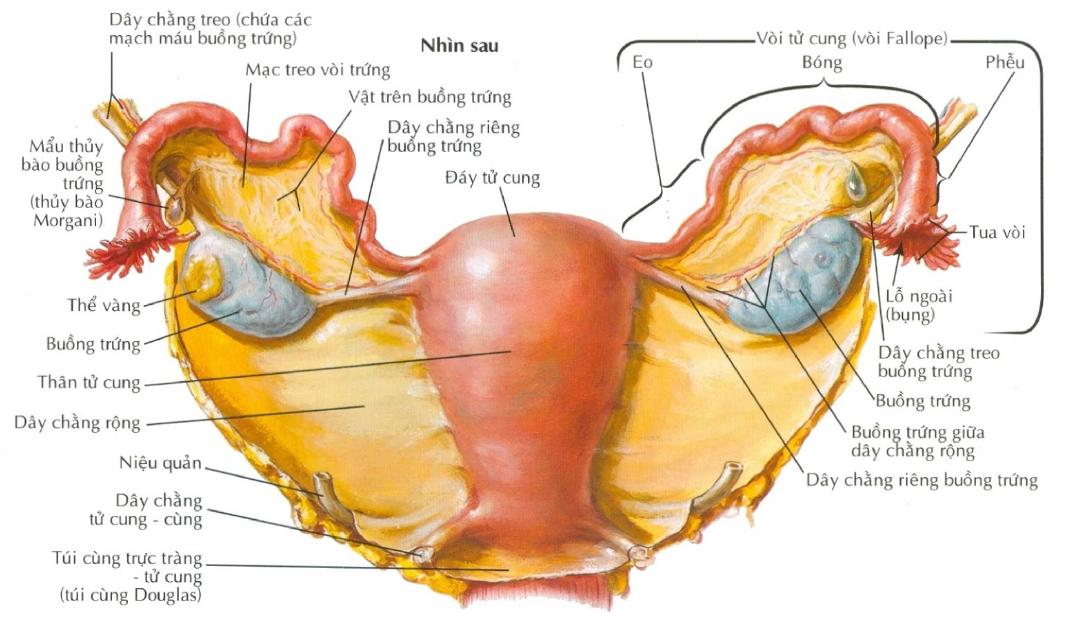 Dây chằng treo (chứa các
mạch máu buồng trứng)
Nhìn sau
Mạc treo vòi trứng
Vật trên buồng trứng
Dây chằng riêng
buồng trứng
Đáy tử cung
Mẩu thủy
bào buồng
trứng
(thủy bào
Morgani)
Thể vàng
Buồng trứng
Thân tử cung
Dây chằng rộng
Niệu quản
Dây chằng
tử cung - cùng
Túi cùng trực tràng
- tử cung
(túi cùng Douglas)
Vòi tử cung (vòi Fallope)
Eo
Bóng
Phễu
Tua vòi
Lỗ ngoài
(bụng)
Dây chằng treo
buồng trứng
Buồng trứng
Buồng trứng giữa
dây chằng rộng
Dây chằng riêng buồng trứng